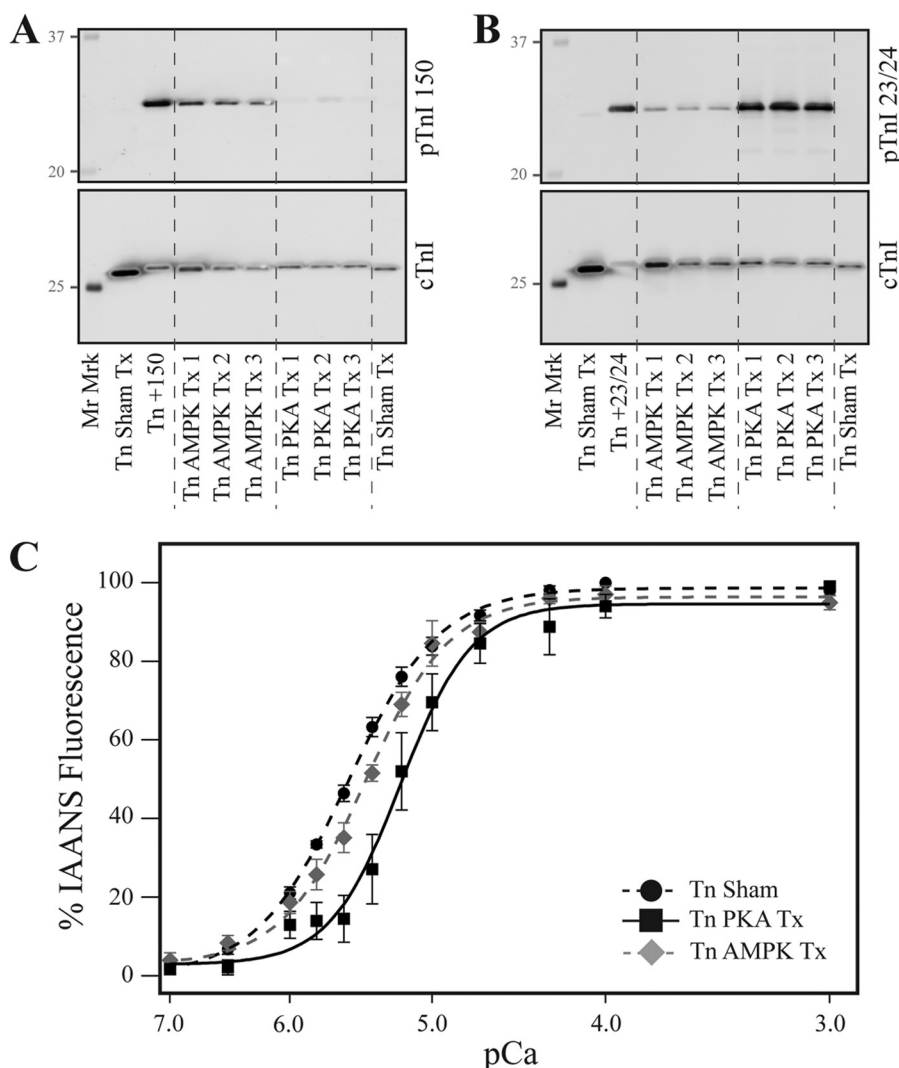 A
37
20
pTnI 150
25
cTnI
Mr Mrk
Tn Sham Tx
Tn +150
Tn AMPK Tx 1
Tn AMPK Tx 2
Tn AMPK Tx 3
Tn PKA Tx 1
Tn PKA Tx 2
Tn PKA Tx 3
Tn Sham Tx
B
37
20
pTnI 23/24
25
cTnI
Mr Mrk
Tn Sham Tx
Tn +23/24
Tn AMPK Tx 1
Tn AMPK Tx 2
Tn AMPK Tx 3
Tn PKA Tx 1
Tn PKA Tx 2
Tn PKA Tx 3
Tn Sham Tx
C
% IAANS Fluorescence
100
80
60
40
20
0
Tn Sham
Tn PKA Tx
Tn AMPK Tx
7.0 6.0 5.0 4.0 3.0
pCa